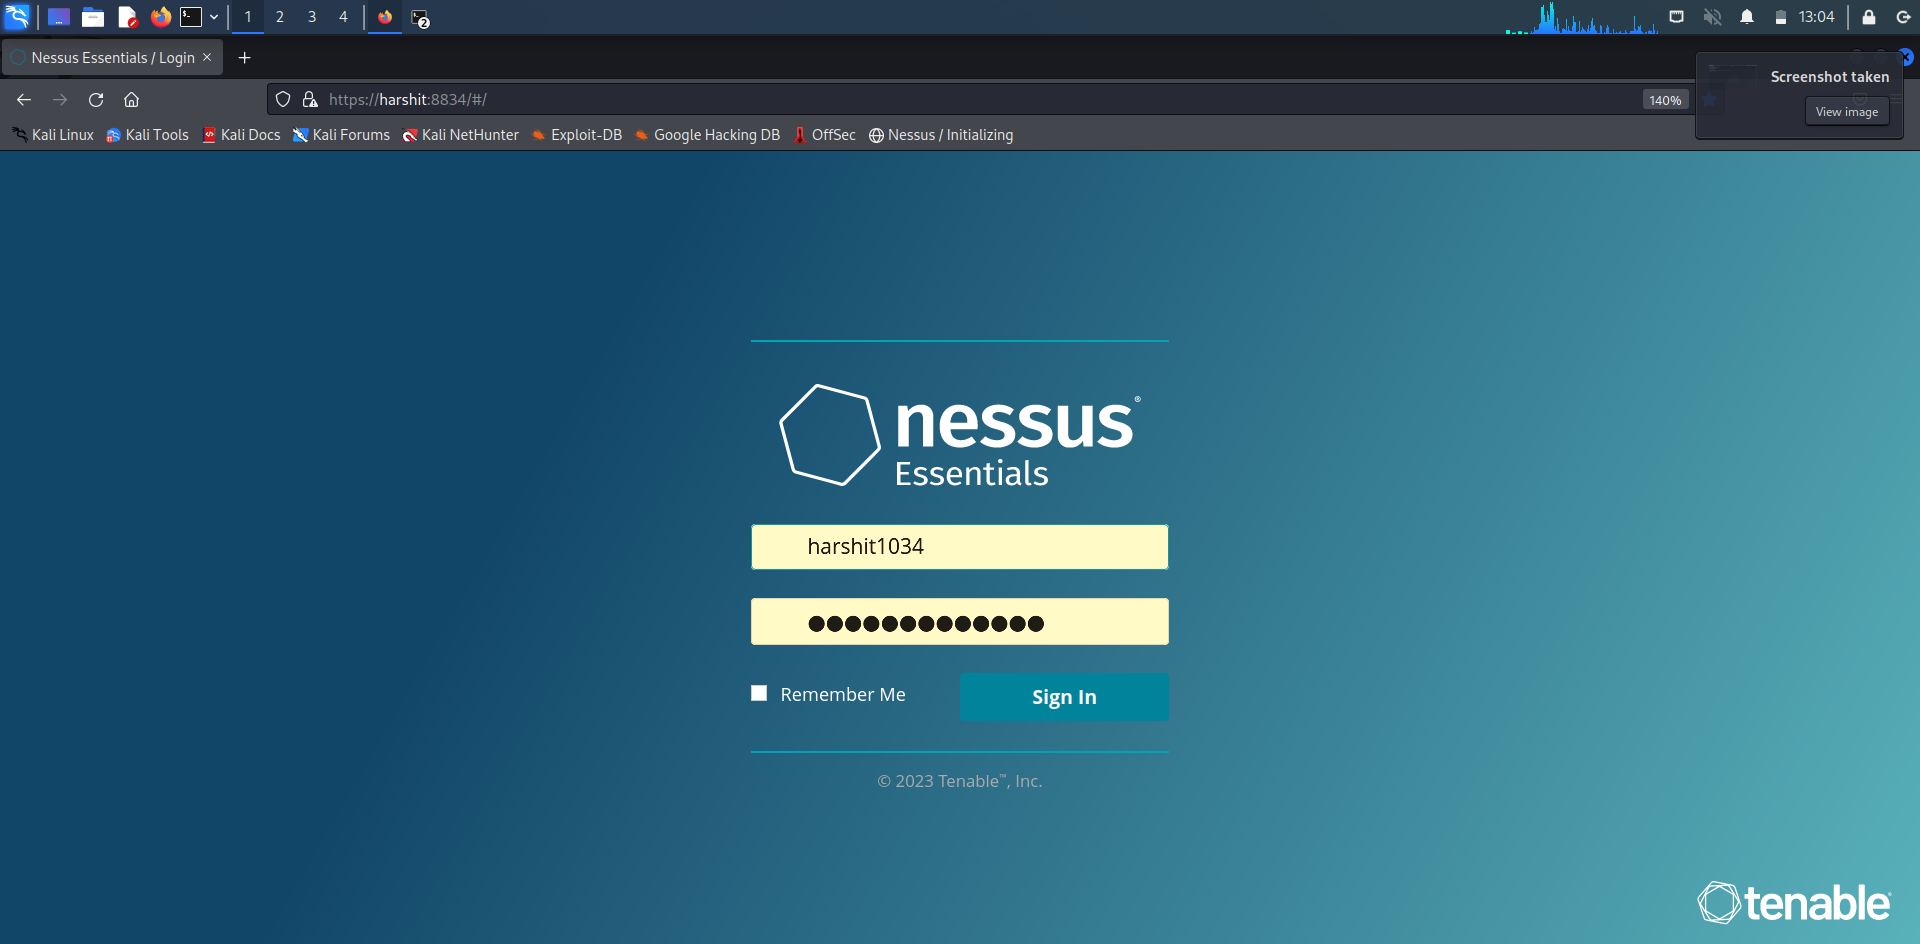 1 2 3 4 2 13:04
Nessus Essentials / Login
Screenshot taken
https://harshit:8834/#/ 140%
View image
Kali Linux Kali Tools Kali Docs Kali Forums Kali NetHunter Exploit-DB Google Hacking DB OffSec Nessus / Initializing
nessus®
Essentials
harshit1034
Remember Me
Sign In
© 2023 Tenable™, Inc.
tenable®